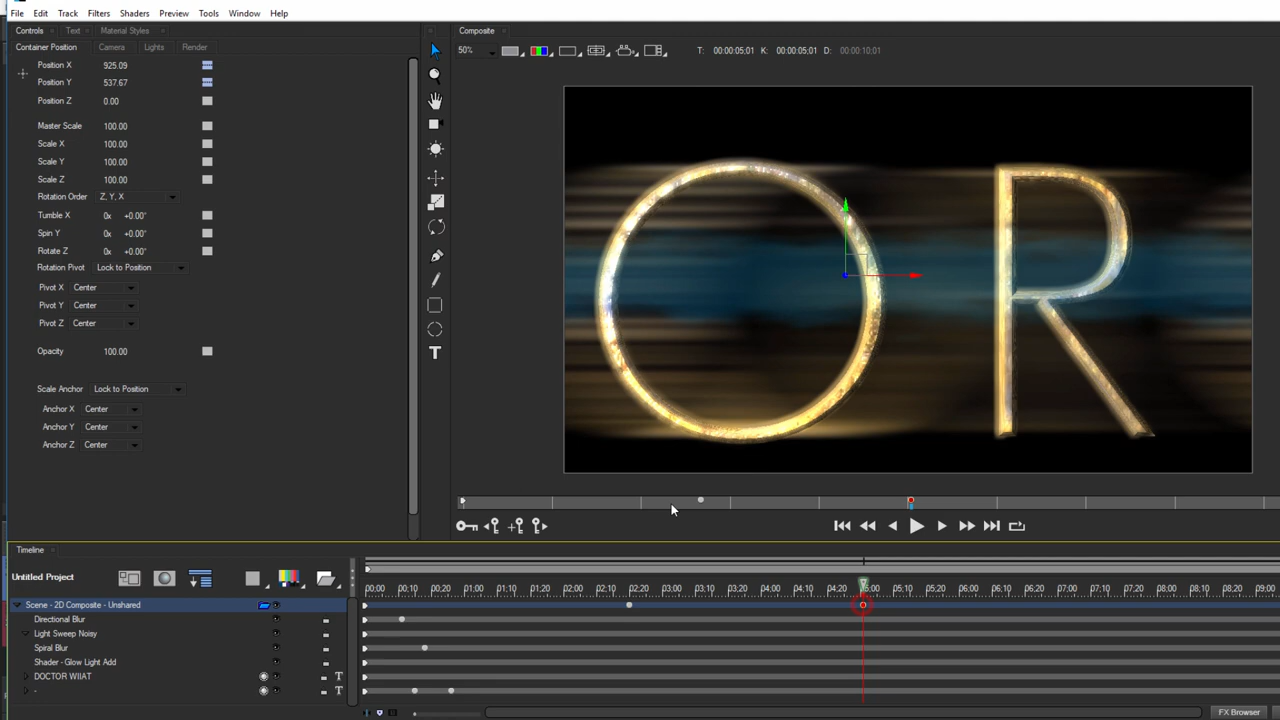 File Edit Track Filters Shaders Preview Window Tools Help
Controls Text Material Styles
Container Position Camera Lights Render
Position X 925.09
Position Y 537.67
Position Z 0.00
Master Scale 100.00
Scale X 100.00
Scale Y 100.00
Scale Z 100.00
Rotation Order Z, Y, X
Tumble X 0x +0.00°
Spin Y 0x +0.00°
Rotate Z 0x +0.00°
Rotation Pivot Lock to Position
Pivot X Center
Pivot Y Center
Pivot Z Center
Opacity 100.00
Scale Anchor Lock to Position
Anchor X Center
Anchor Y Center
Anchor Z Center
T
Composite
50% T: 00:00:05:01 K: 00:00:05:01 D: 00:00:10:01
O R
Timeline
Untitled Project
00:00 00:10 00:20 01:00 01:10 01:20 02:00 02:10 02:20 03:00 03:10 03:20 04:00 04:10 04:20 05:00 05:10 05:20 06:00 06:10 06:20 07:00 07:10 07:20 08:00 08:10 08:20 09:00
Scene - 2D Composite - Unshared
Directional Blur
Light Sweep Noisy
Spiral Blur
Shader - Glow Light Add
DOCTOR WIIAT T
- T
FX Browser